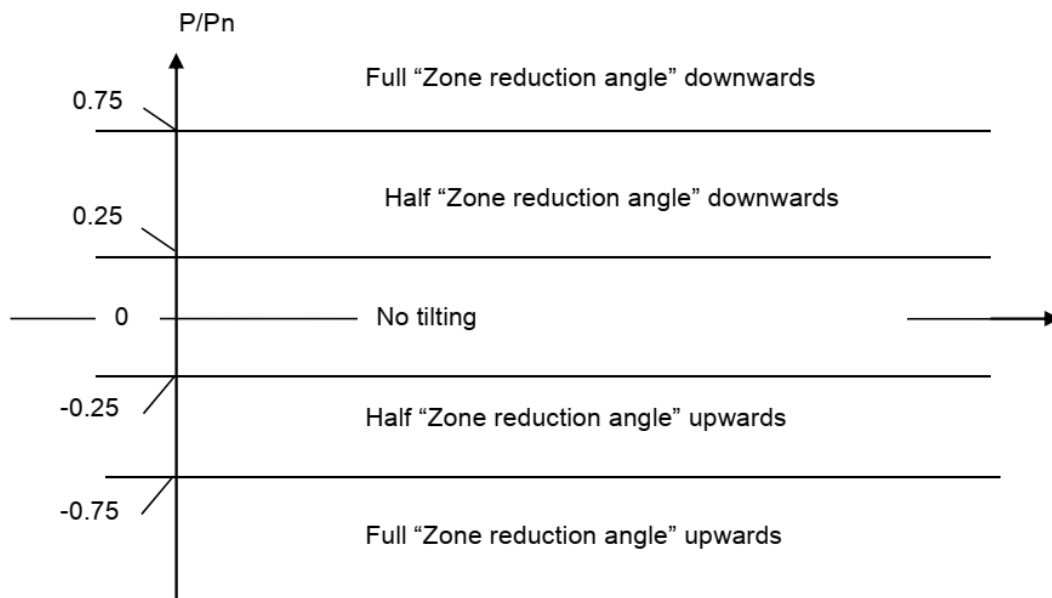 P/Pn
Full “Zone reduction angle” downwards
0.75
Half “Zone reduction angle” downwards
0.25
0
No tilting
-0.25
Half “Zone reduction angle” upwards
-0.75
Full “Zone reduction angle” upwards